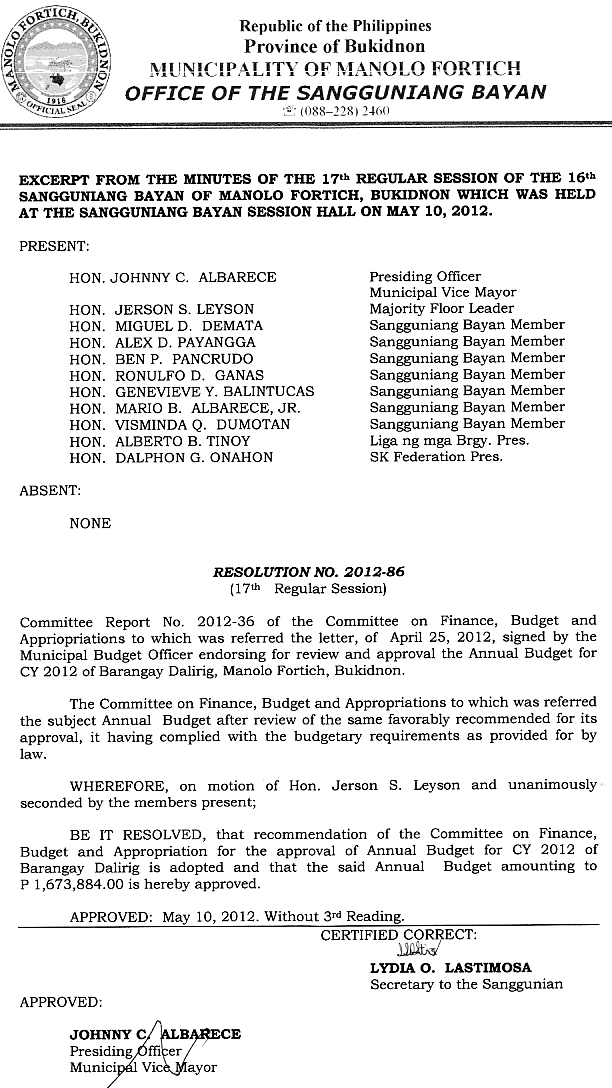 MANOLO FORTICH, BUKIDNON
1916
OFFICIAL SEAL
Republic of the Philippines
Province of Bukidnon
MUNICIPALITY OF MANOLO FORTICH
OFFICE OF THE SANGGUNIANG BAYAN
☏ (088–228) 2460
EXCERPT FROM THE MINUTES OF THE 17th REGULAR SESSION OF THE 16th
SANGGUNIANG BAYAN OF MANOLO FORTICH, BUKIDNON WHICH WAS HELD
AT THE SANGGUNIANG BAYAN SESSION HALL ON MAY 10, 2012.
PRESENT:
HON. JOHNNY C. ALBARECE Presiding Officer
Municipal Vice Mayor
HON. JERSON S. LEYSON Majority Floor Leader
HON. MIGUEL D. DEMATA Sangguniang Bayan Member
HON. ALEX D. PAYANGGA Sangguniang Bayan Member
HON. BEN P. PANCRUDO Sangguniang Bayan Member
HON. RONULFO D. GANAS Sangguniang Bayan Member
HON. GENEVIEVE Y. BALINTUCAS Sangguniang Bayan Member
HON. MARIO B. ALBARECE, JR. Sangguniang Bayan Member
HON. VISMINDA Q. DUMOTAN Sangguniang Bayan Member
HON. ALBERTO B. TINOY Liga ng mga Brgy. Pres.
HON. DALPHON G. ONAHON SK Federation Pres.
ABSENT:
NONE
RESOLUTION NO. 2012-86
(17th Regular Session)
Committee Report No. 2012-36 of the Committee on Finance, Budget and
Appriopriations to which was referred the letter, of April 25, 2012, signed by the
Municipal Budget Officer endorsing for review and approval the Annual Budget for
CY 2012 of Barangay Dalirig, Manolo Fortich, Bukidnon.
The Committee on Finance, Budget and Appropriations to which was referred
the subject Annual Budget after review of the same favorably recommended for its
approval, it having complied with the budgetary requirements as provided for by
law.
WHEREFORE, on motion of Hon. Jerson S. Leyson and unanimously
seconded by the members present;
BE IT RESOLVED, that recommendation of the Committee on Finance,
Budget and Appropriation for the approval of Annual Budget for CY 2012 of
Barangay Dalirig is adopted and that the said Annual Budget amounting to
P 1,673,884.00 is hereby approved.
APPROVED: May 10, 2012. Without 3rd Reading.
CERTIFIED CORRECT:
LYDIA O. LASTIMOSA
Secretary to the Sanggunian
APPROVED:
JOHNNY C. ALBARECE
Presiding Officer
Municipal Vice Mayor